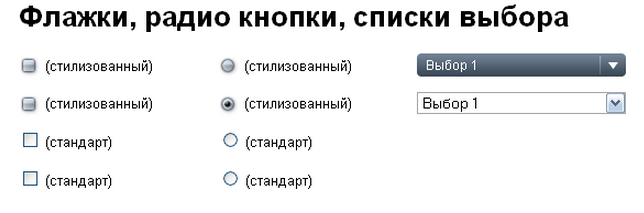 Флажки, радио кнопки, списки выбора
(стилизованный) (стилизованный) Выбор 1
(стилизованный) (стилизованный) Выбор 1
(стандарт) (стандарт)
(стандарт) (стандарт)